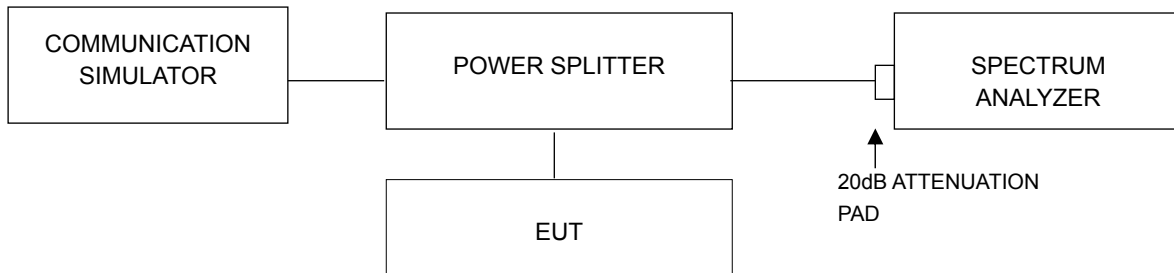 COMMUNICATION
SIMULATOR
POWER SPLITTER
SPECTRUM
ANALYZER
20dB ATTENUATION
PAD
EUT